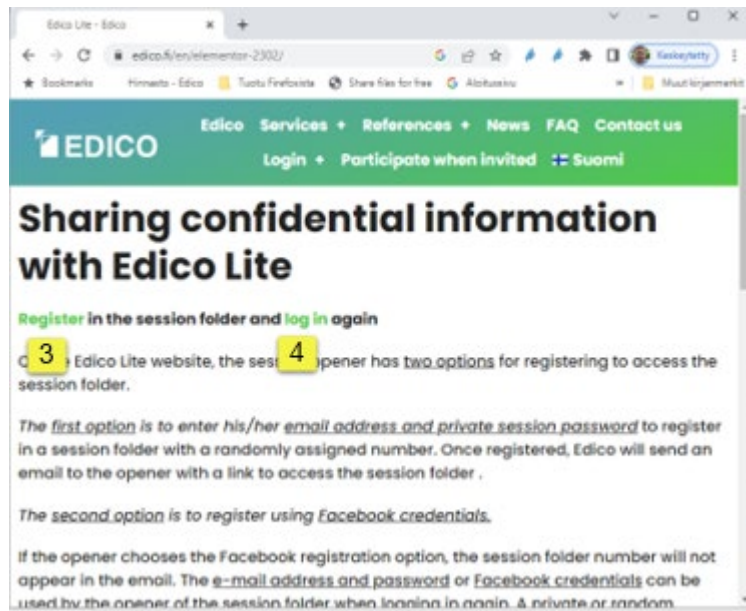 Edico Lite - Edico
edico.fi/en/elementor-2302/
Keskeytetty
Bookmarks Hinnasto - Edico Tuotu Firefoxista Share files for free Aloitussivu » Muut kirjanmerkit
EDICO
Edico Services + References + News FAQ Contact us
Login + Participate when invited Suomi
Sharing confidential information
with Edico Lite
Register in the session folder and log in again
3 4
Edico Lite website, the opener has two options for registering to access the
session folder.
The first option is to enter his/her email address and private session password to register
in a session folder with a randomly assigned number. Once registered, Edico will send an
email to the opener with a link to access the session folder .
The second option is to register using Facebook credentials.
If the opener chooses the Facebook registration option, the session folder number will not
appear in the email. The e-mail address and password or Facebook credentials can be
used by the opener of the session folder when logging in again. A private or random